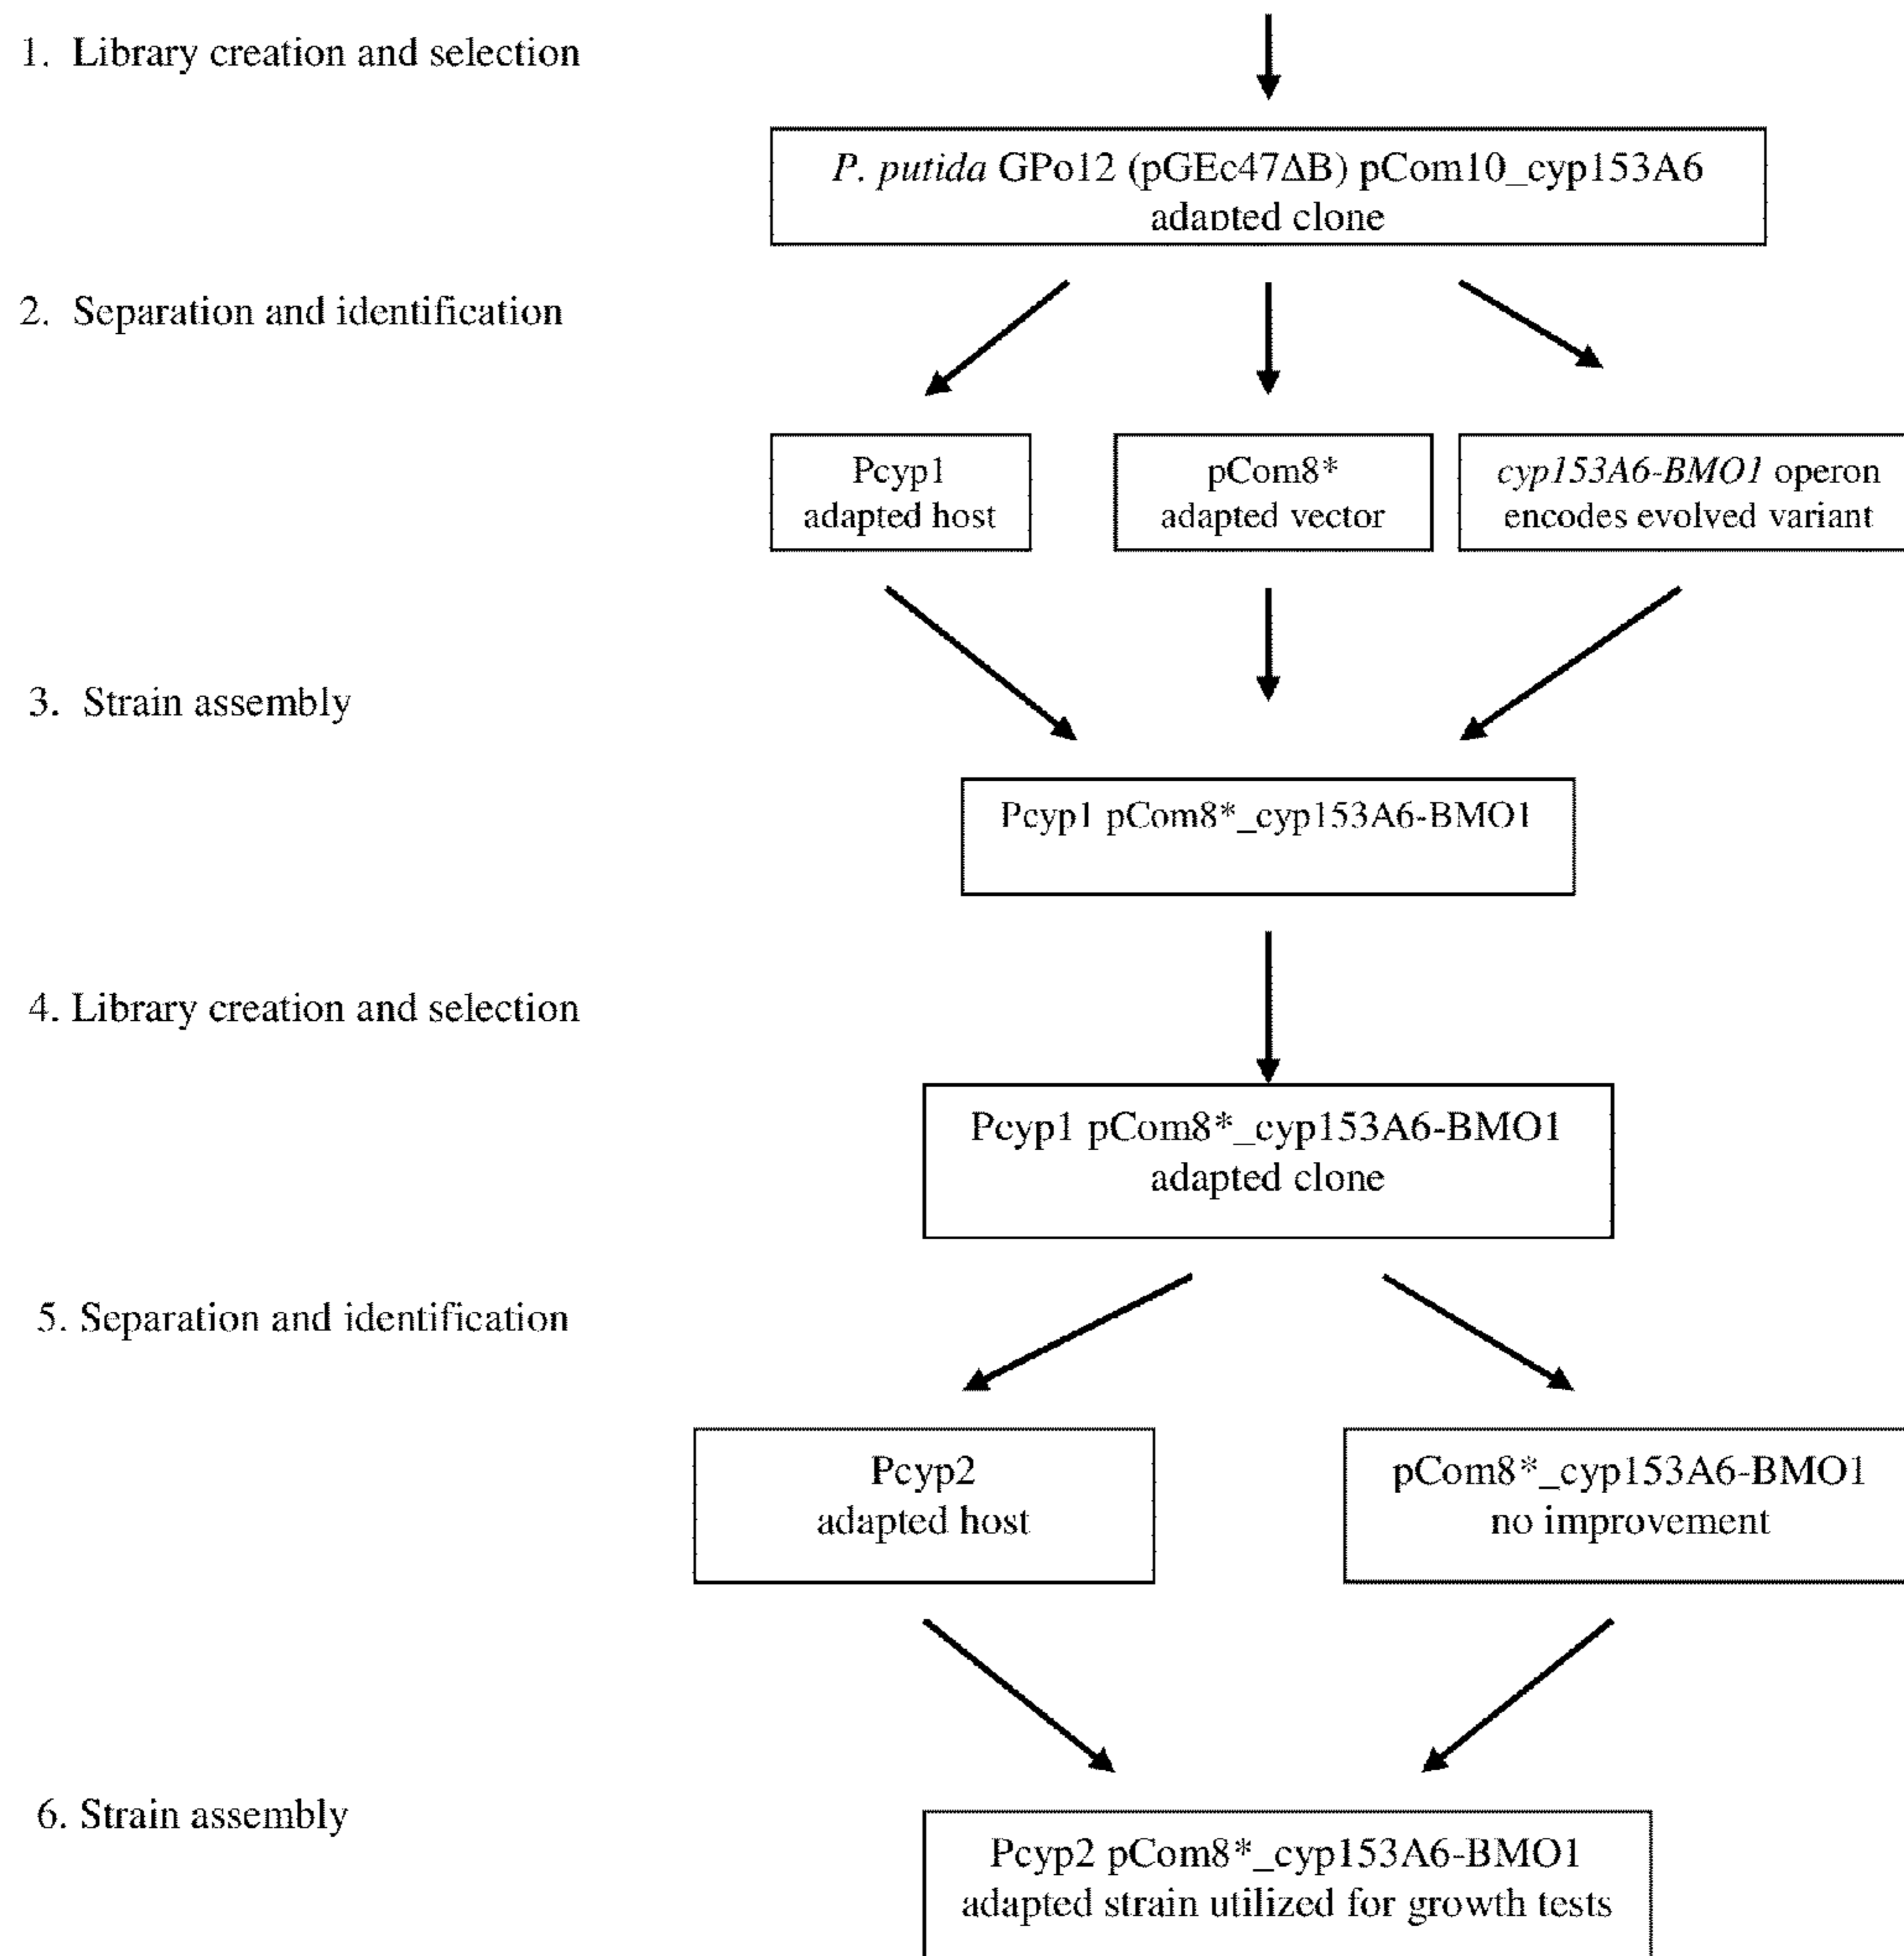 1. Library creation and selection
P. putida GPo12 (pGEc47ΔB) pCom10_cyp153A6
adapted clone
2. Separation and identification
Pcyp1
adapted host
pCom8*
adapted vector
cyp153A6-BMO1 operon
encodes evolved variant
3. Strain assembly
Pcyp1 pCom8*_cyp153A6-BMO1
4. Library creation and selection
Pcyp1 pCom8*_cyp153A6-BMO1
adapted clone
5. Separation and identification
Pcyp2
adapted host
pCom8*_cyp153A6-BMO1
no improvement
6. Strain assembly
Pcyp2 pCom8*_cyp153A6-BMO1
adapted strain utilized for growth tests